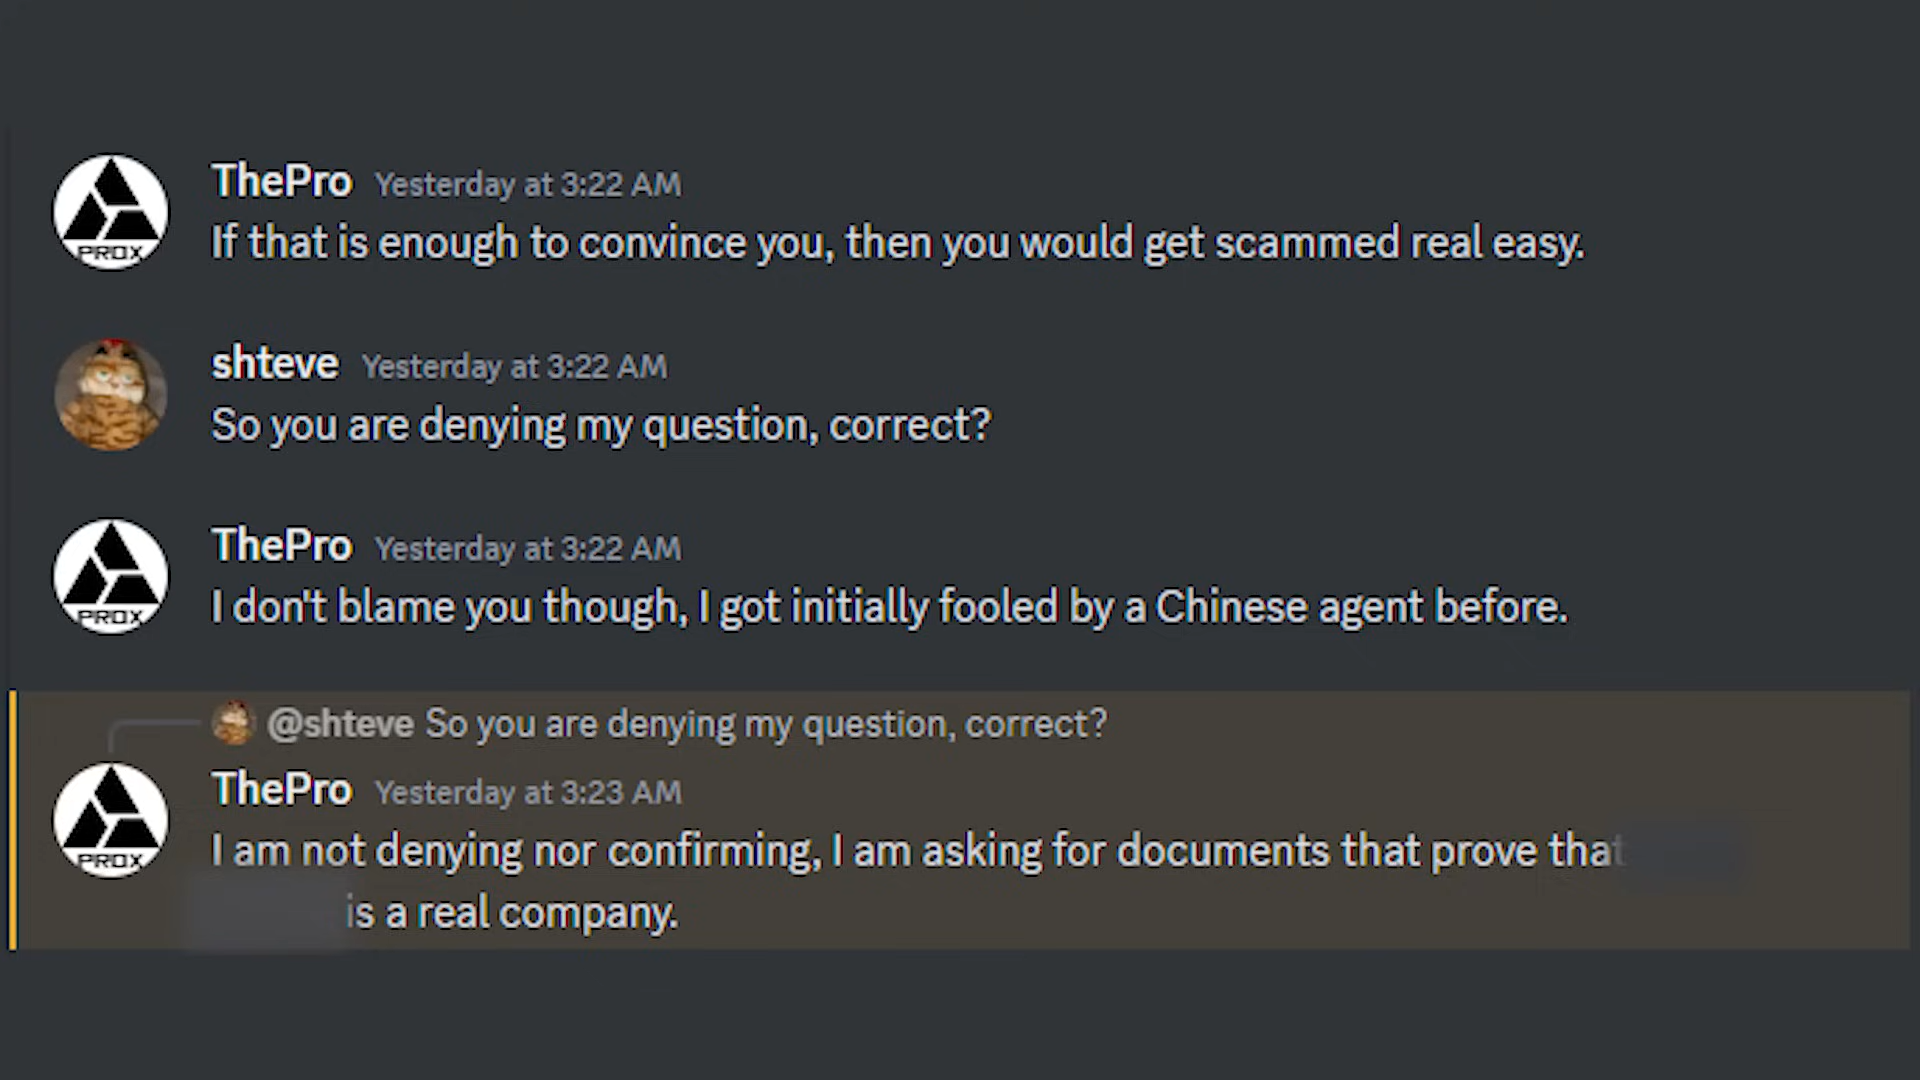 ThePro Yesterday at 3:22 AM
If that is enough to convince you, then you would get scammed real easy.
PROX
shteve Yesterday at 3:22 AM
So you are denying my question, correct?
ThePro Yesterday at 3:22 AM
I don't blame you though, I got initially fooled by a Chinese agent before.
PROX
@shteve So you are denying my question, correct?
ThePro Yesterday at 3:23 AM
I am not denying nor confirming, I am asking for documents that prove that
PROX
is a real company.